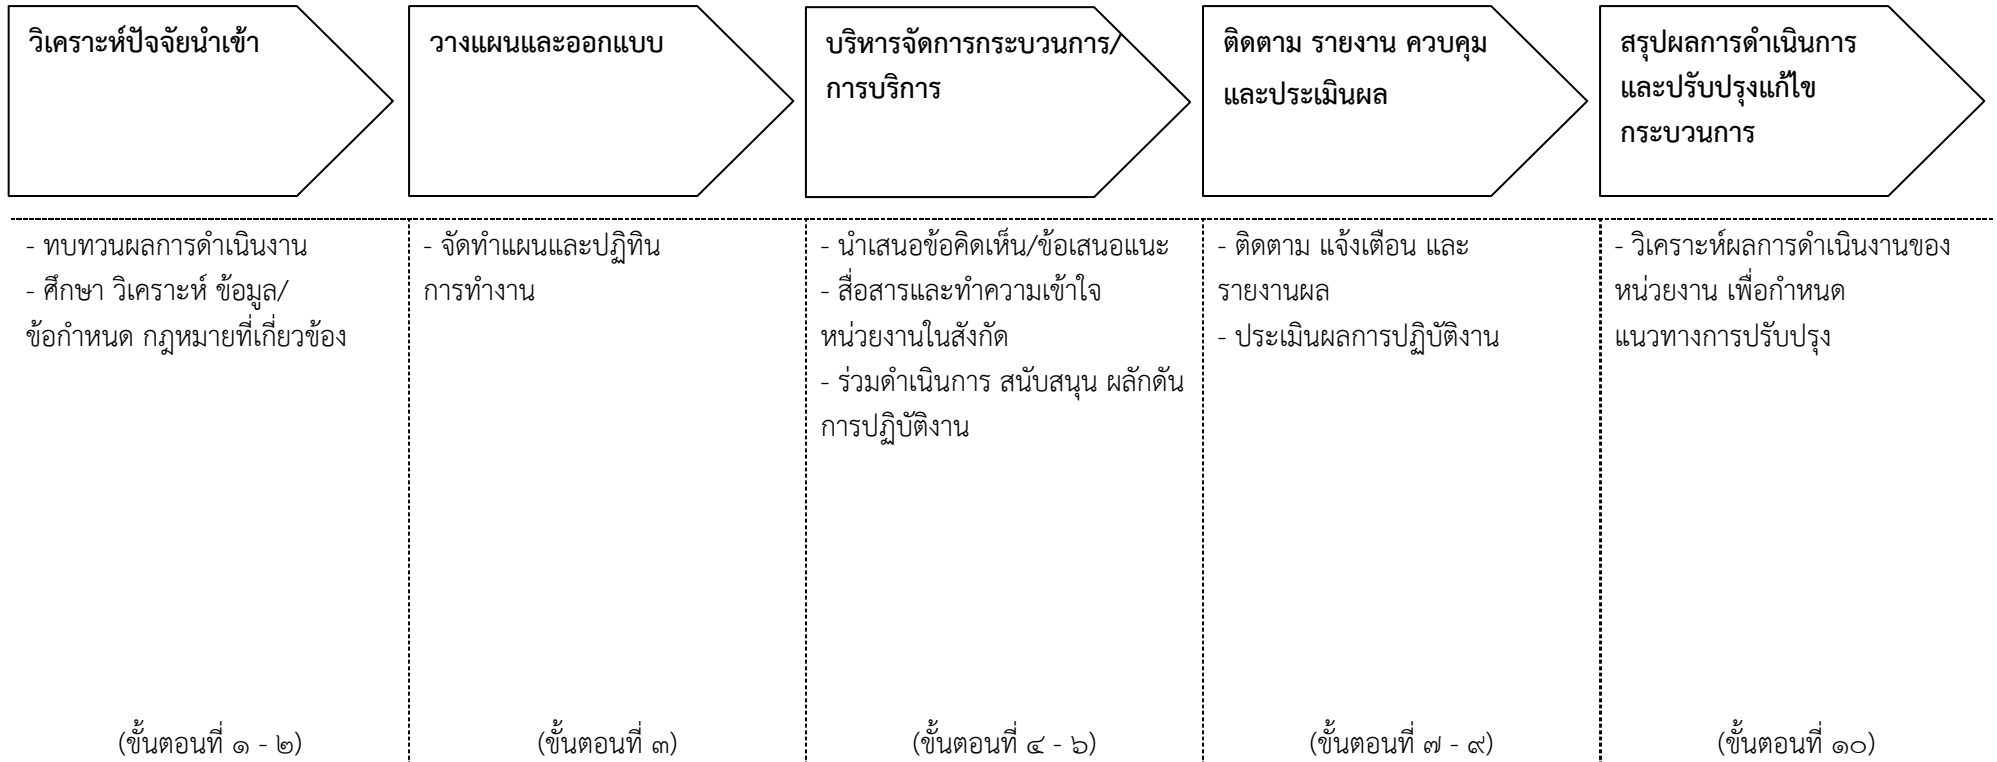 วิเคราะห์ปัจจัยนำเข้า
วางแผนและออกแบบ
บริหารจัดการกระบวนการ/
การบริการ
ติดตาม รายงาน ควบคุม
และประเมินผล
สรุปผลการดำเนินการ
และปรับปรุงแก้ไข
กระบวนการ
- ทบทวนผลการดำเนินงาน
- ศึกษา วิเคราะห์ ข้อมูล/
ข้อกำหนด กฎหมายที่เกี่ยวข้อง
(ขั้นตอนที่ ๑ - ๒)
- จัดทำแผนและปฏิทิน
การทำงาน
(ขั้นตอนที่ ๓)
- นำเสนอข้อคิดเห็น/ข้อเสนอแนะ
- สื่อสารและทำความเข้าใจ
หน่วยงานในสังกัด
- ร่วมดำเนินการ สนับสนุน ผลักดัน
การปฏิบัติงาน
(ขั้นตอนที่ ๔ - ๖)
- ติดตาม แจ้งเตือน และ
รายงานผล
- ประเมินผลการปฏิบัติงาน
(ขั้นตอนที่ ๗ - ๙)
- วิเคราะห์ผลการดำเนินงานของ
หน่วยงาน เพื่อกำหนด
แนวทางการปรับปรุง
(ขั้นตอนที่ ๑๐)